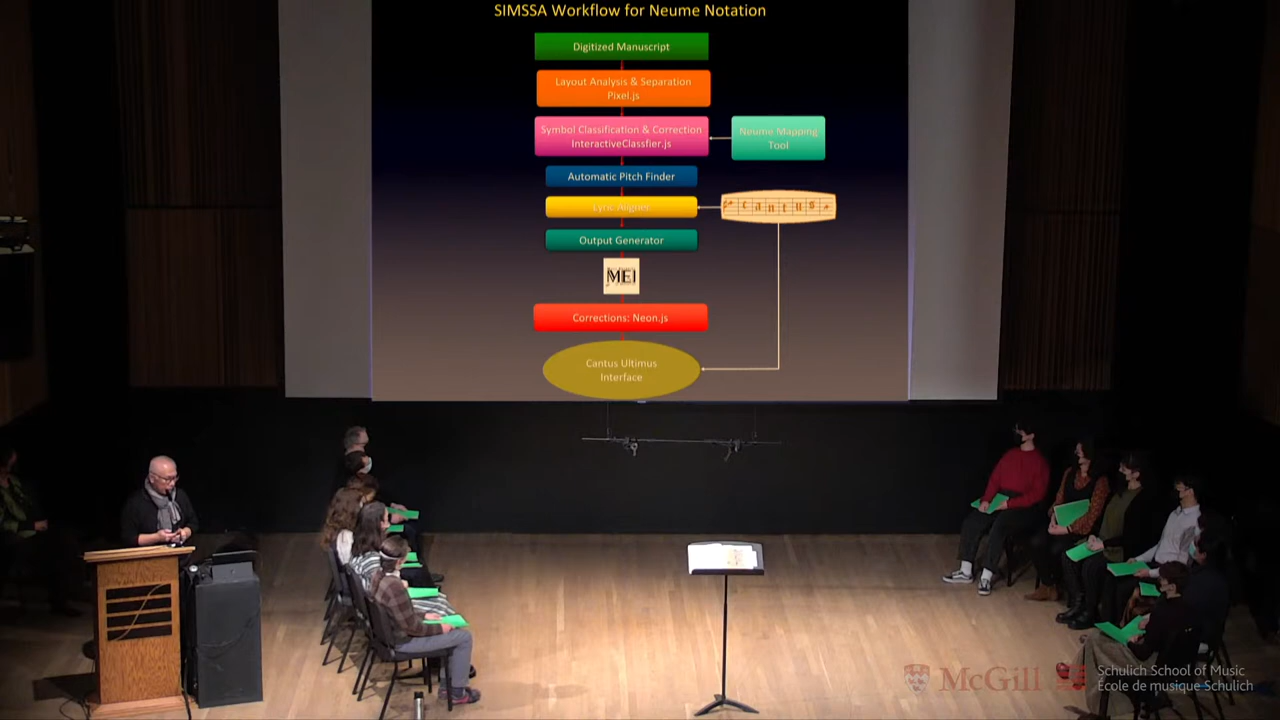 SIMSSA Workflow for Neume Notation
Digitized Manuscript
Layout Analysis & Separation
Pixel.js
Symbol Classification & Correction
InteractiveClassfier.js
Neume Mapping
Tool
Automatic Pitch Finder
Lyric Aligner
cantus
Output Generator
MEI
Corrections: Neon.js
Cantus Ultimus
Interface
McGill
Schulich School of Music
École de musique Schulich